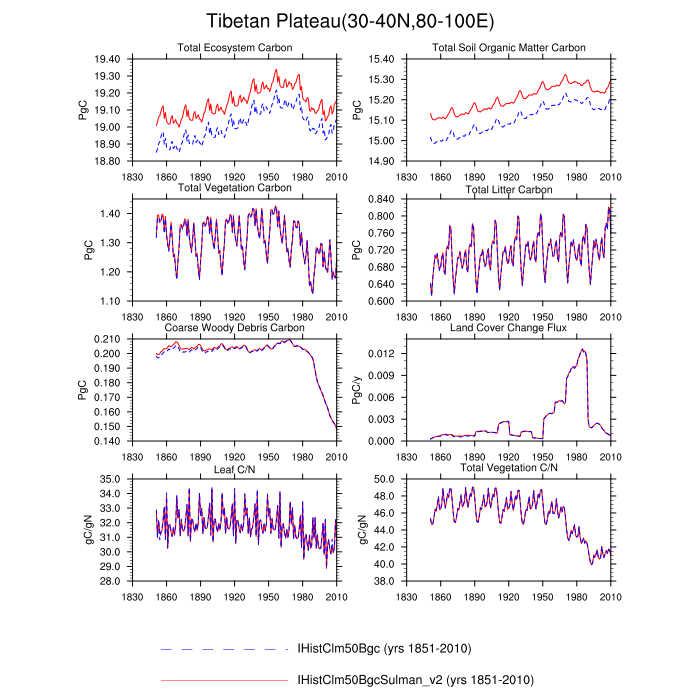 Tibetan Plateau(30-40N,80-100E)
Total Ecosystem Carbon
Total Soil Organic Matter Carbon
PgC
19.40
19.20
19.10
19.00
18.90
18.80
19.30
1830 1860 1890 1920 1950 1980 2010
PgC
15.40
15.20
15.10
15.00
14.90
15.30
1830 1860 1890 1920 1950 1980 2010
Total Vegetation Carbon
Total Litter Carbon
PgC
1.40
1.30
1.20
1.10
1830 1860 1890 1920 1950 1980 2010
PgC
0.840
0.800
0.760
0.720
0.680
0.640
0.600
1830 1860 1890 1920 1950 1980 2010
Coarse Woody Debris Carbon
Land Cover Change Flux
PgC
0.210
0.200
0.190
0.180
0.170
0.160
0.150
0.140
1830 1860 1890 1920 1950 1980 2010
PgC/y
0.012
0.009
0.006
0.003
0.000
1830 1860 1890 1920 1950 1980 2010
Leaf C/N
Total Vegetation C/N
gC/gN
35.0
34.0
33.0
32.0
31.0
30.0
29.0
28.0
1830 1860 1890 1920 1950 1980 2010
gC/gN
50.0
48.0
46.0
44.0
42.0
40.0
38.0
1830 1860 1890 1920 1950 1980 2010
IHistClm50Bgc (yrs 1851-2010)
IHistClm50BgcSulman_v2 (yrs 1851-2010)